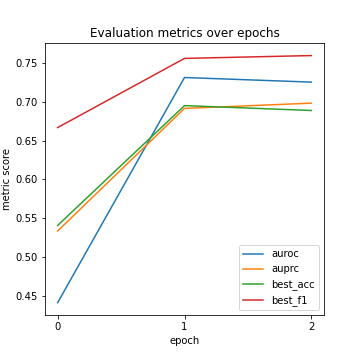 Evaluation metrics over epochs
metric score
0.75
0.70
0.65
0.60
0.55
0.50
0.45
auroc
auprc
best_acc
best_f1
0 1 2
epoch